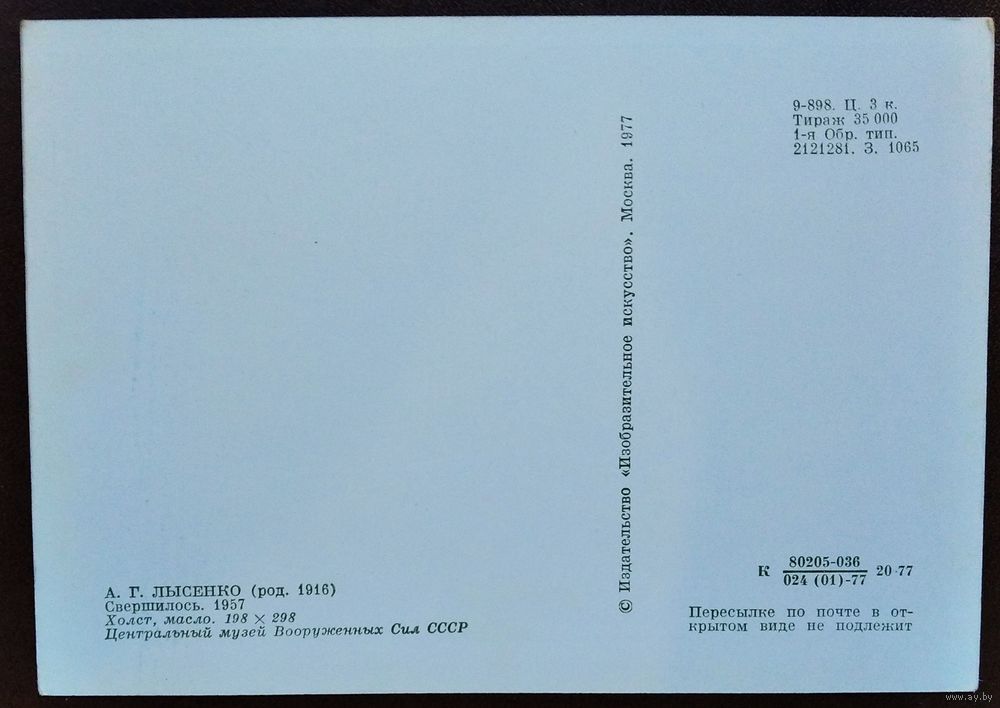 9-898. Ц. 3 к.
Тираж 35 000
1-я Обр. тип.
2121281. З. 1065
© Издательство «Изобразительное искусство». Москва. 1977
А. Г. ЛЫСЕНКО (род. 1916)
Свершилось. 1957
Холст, масло. 198 × 298
Центральный музей Вооруженных Сил СССР
К 80205-036
024 (01)-77 20-77
Пересылке по почте в от-
крытом виде не подлежит
www.ay.by